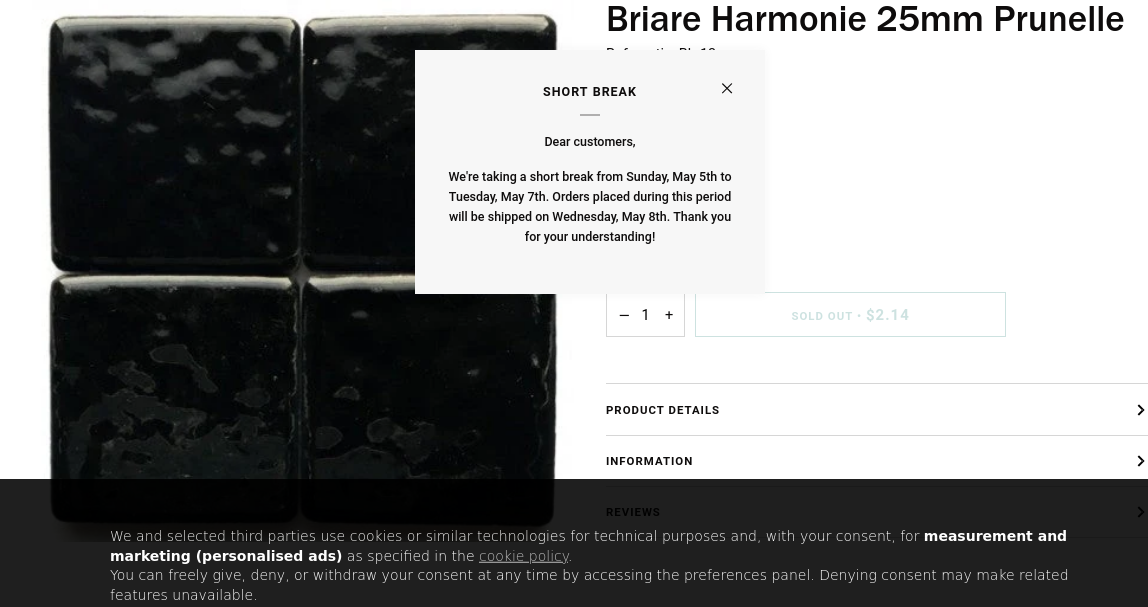 Briare Harmonie 25mm Prunelle
SHORT BREAK
Dear customers,
We're taking a short break from Sunday, May 5th to
Tuesday, May 7th. Orders placed during this period
will be shipped on Wednesday, May 8th. Thank you
for your understanding!
− 1 +
SOLD OUT • $2.14
PRODUCT DETAILS
INFORMATION
REVIEWS
We and selected third parties use cookies or similar technologies for technical purposes and, with your consent, for measurement and
marketing (personalised ads) as specified in the cookie policy.
You can freely give, deny, or withdraw your consent at any time by accessing the preferences panel. Denying consent may make related
features unavailable.